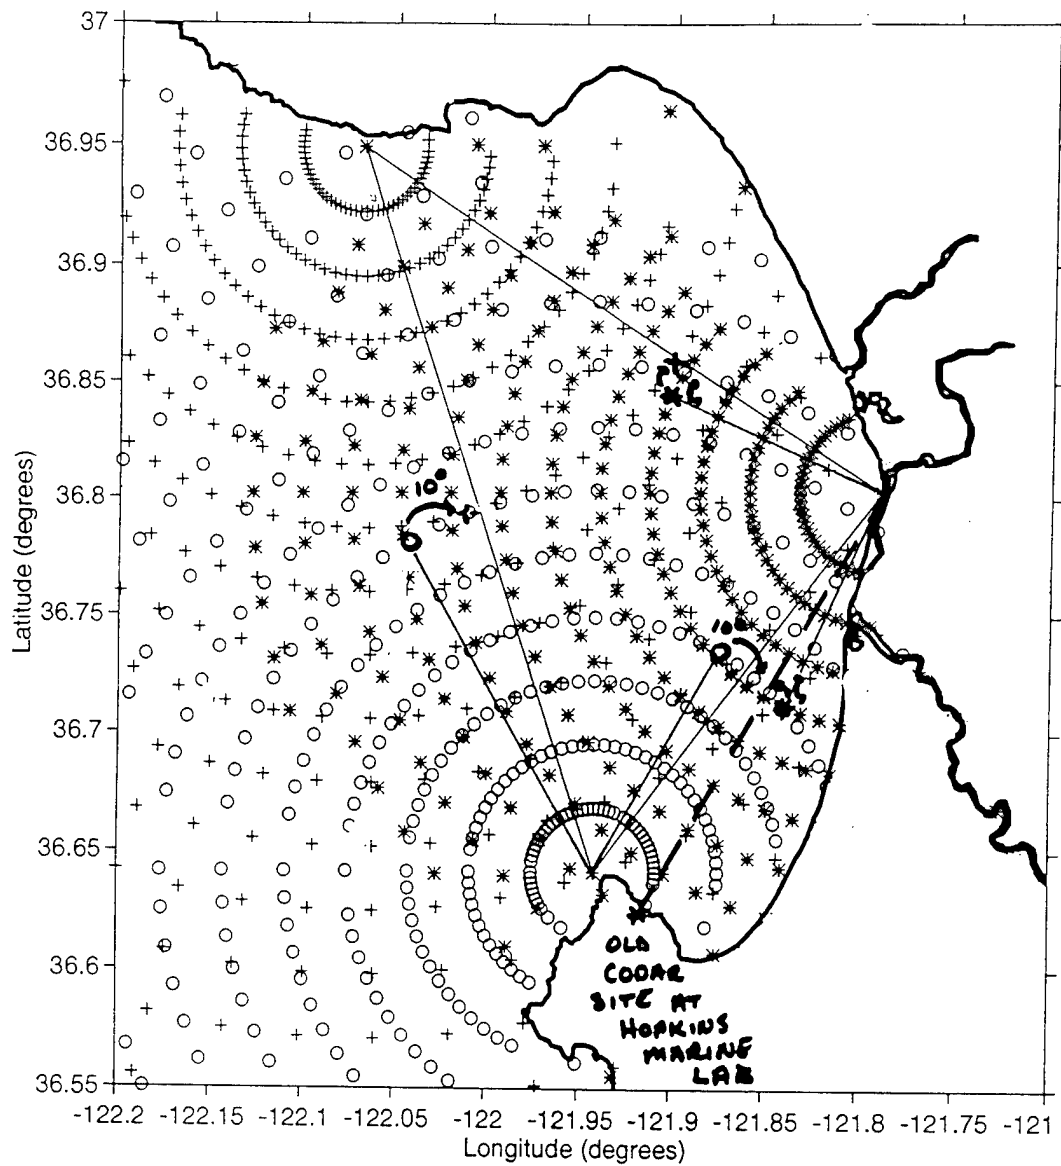 37
36.95
36.9
36.85
36.8
36.75
36.7
36.65
36.6
36.55
Latitude (degrees)
10°
10°
OLD
CODAR
SITE AT
HOPKINS
MARINE
LAB
-122.2 -122.15 -122.1 -122.05 -122 -121.95 -121.9 -121.85 -121.8 -121.75 -121
Longitude (degrees)